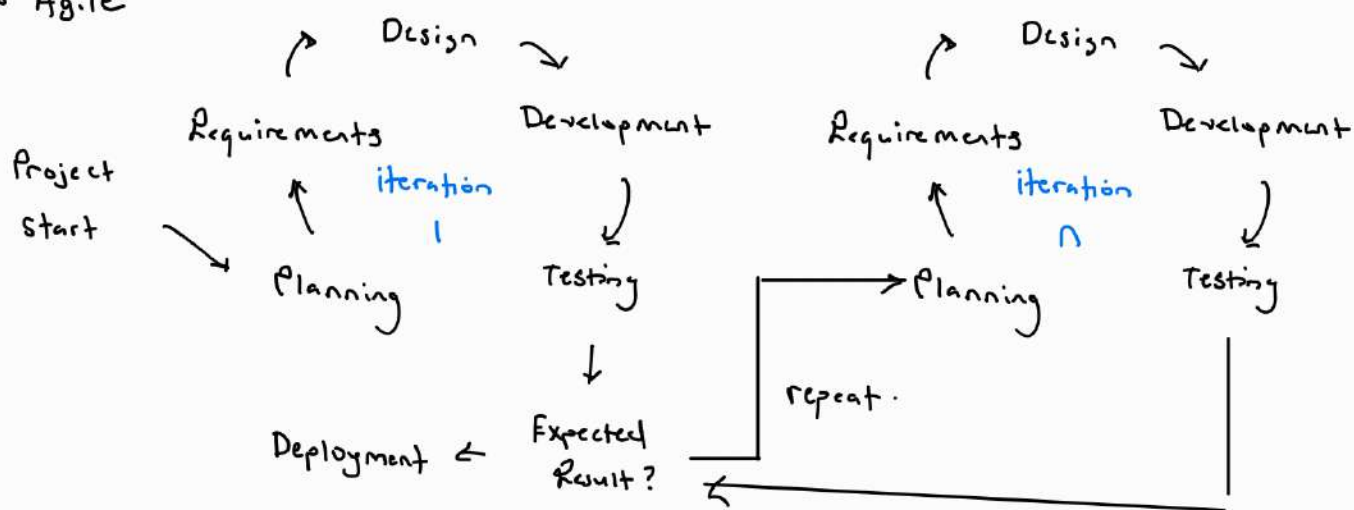 Agile
Design
Design
Requirements
Development
Requirements
Development
Project
start
iteration
1
iteration
n
Planning
Testing
Planning
Testing
repeat.
Deployment
Expected
Result?